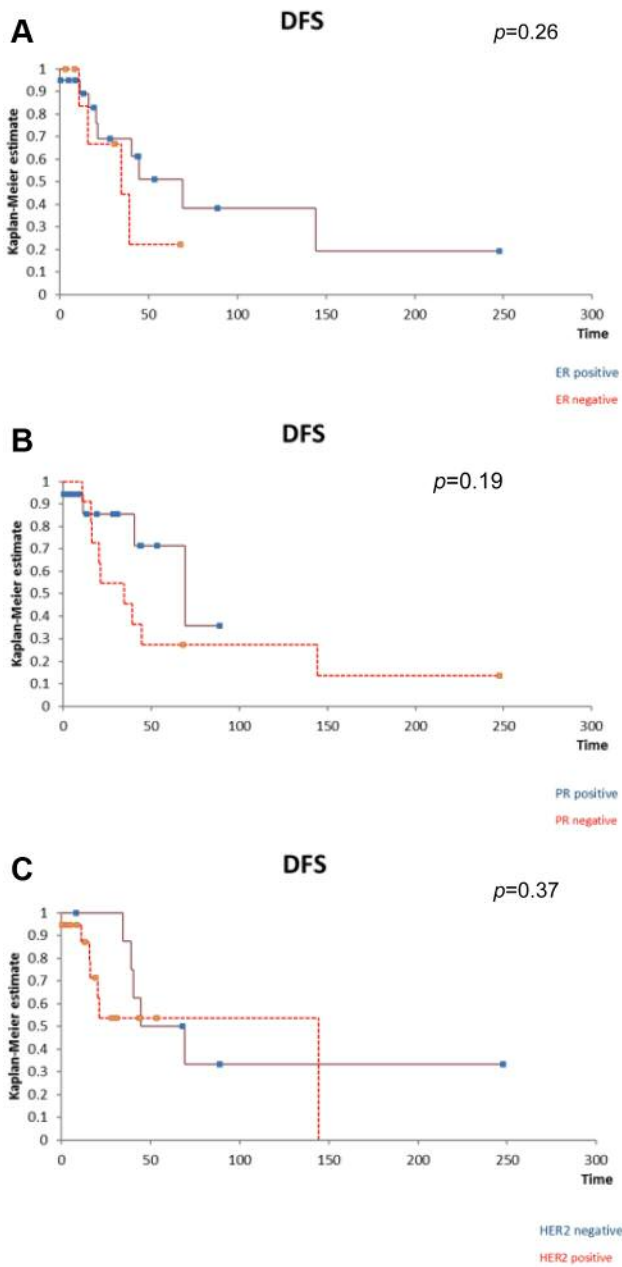 A
DFS
p=0.26
Kaplan-Meier estimate
1
0.9
0.8
0.7
0.6
0.5
0.4
0.3
0.2
0.1
0
0 50 100 150 200 250 300
Time
ER positive
ER negative
B
DFS
p=0.19
Kaplan-Meier estimate
1
0.9
0.8
0.7
0.6
0.5
0.4
0.3
0.2
0.1
0
0 50 100 150 200 250 300
Time
PR positive
PR negative
C
DFS
p=0.37
Kaplan-Meier estimate
1
0.9
0.8
0.7
0.6
0.5
0.4
0.3
0.2
0.1
0
0 50 100 150 200 250 300
Time
HER2 negative
HER2 positive